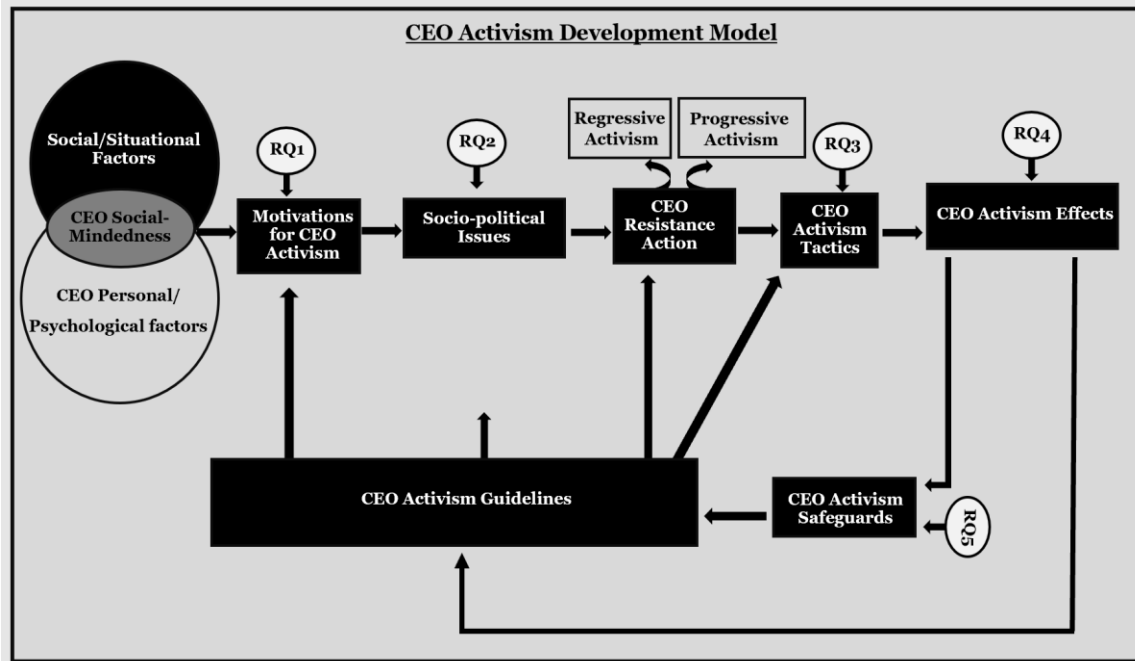 CEO Activism Development Model
Social/Situational
Factors
CEO Social-
Mindedness
CEO Personal/
Psychological factors
RQ1
Motivations
for CEO
Activism
RQ2
Socio-political
Issues
Regressive
Activism
Progressive
Activism
CEO
Resistance
Action
RQ3
CEO
Activism
Tactics
RQ4
CEO Activism Effects
CEO Activism Guidelines
CEO Activism
Safeguards
RQ5